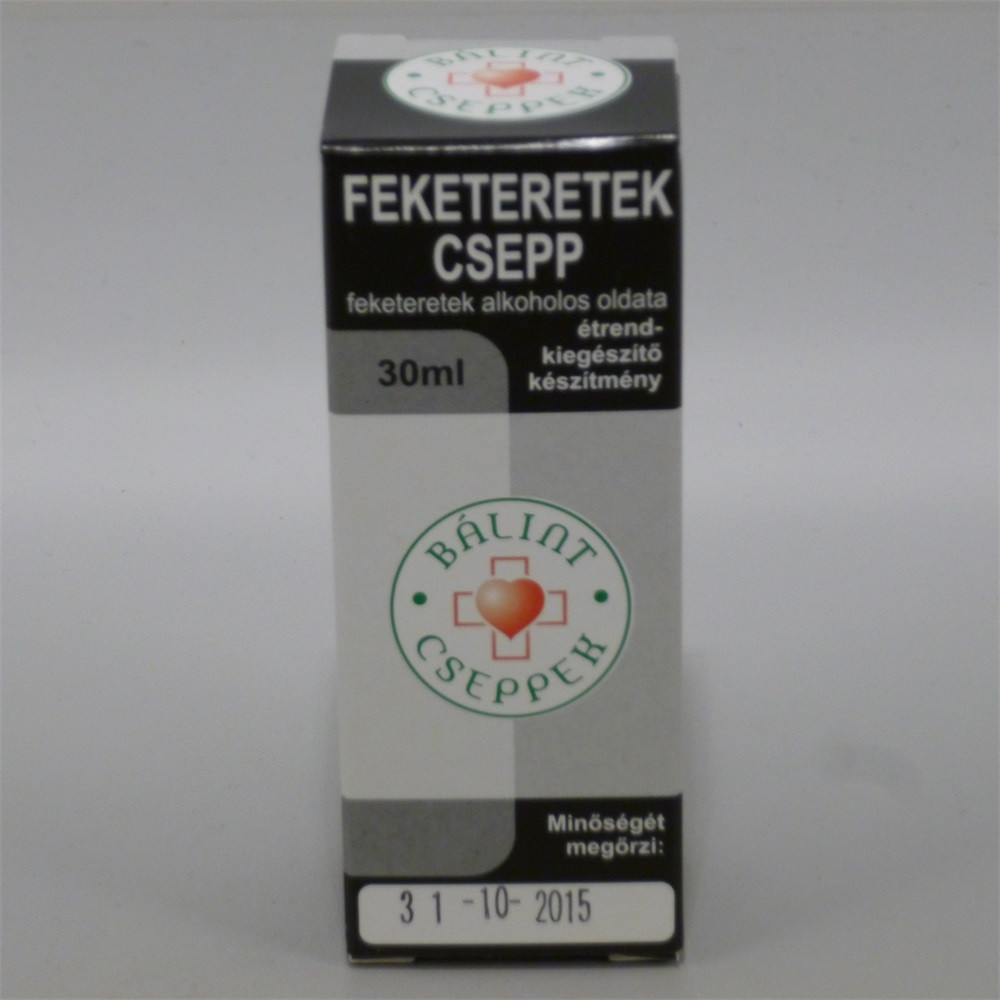 BÁLINT
CSEPPEK
FEKETERETEK
CSEPP
feketeretek alkoholos oldata
étrend-
kiegészítő
készítmény
30ml
BÁLINT
CSEPPEK
Minőségét
megőrzi:
31-10-2015